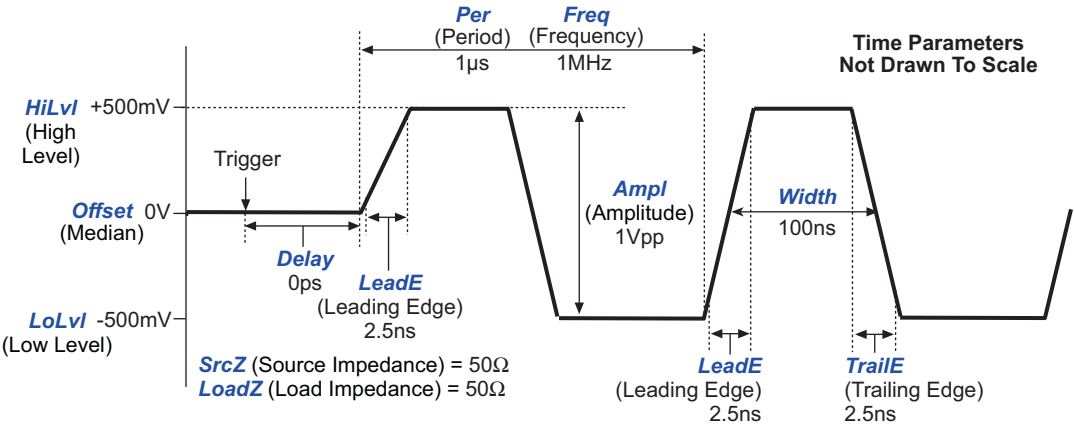 Per
(Period)
1µs
Freq
(Frequency)
1MHz
Time Parameters
Not Drawn To Scale
HiLvl +500mV
(High
Level)
Trigger
Offset 0V
(Median)
Delay
0ps
LeadE
(Leading Edge)
2.5ns
Ampl
(Amplitude)
1Vpp
Width
100ns
LoLvl -500mV
(Low Level)
SrcZ (Source Impedance) = 50Ω
LoadZ (Load Impedance) = 50Ω
LeadE
(Leading Edge)
2.5ns
TrailE
(Trailing Edge)
2.5ns